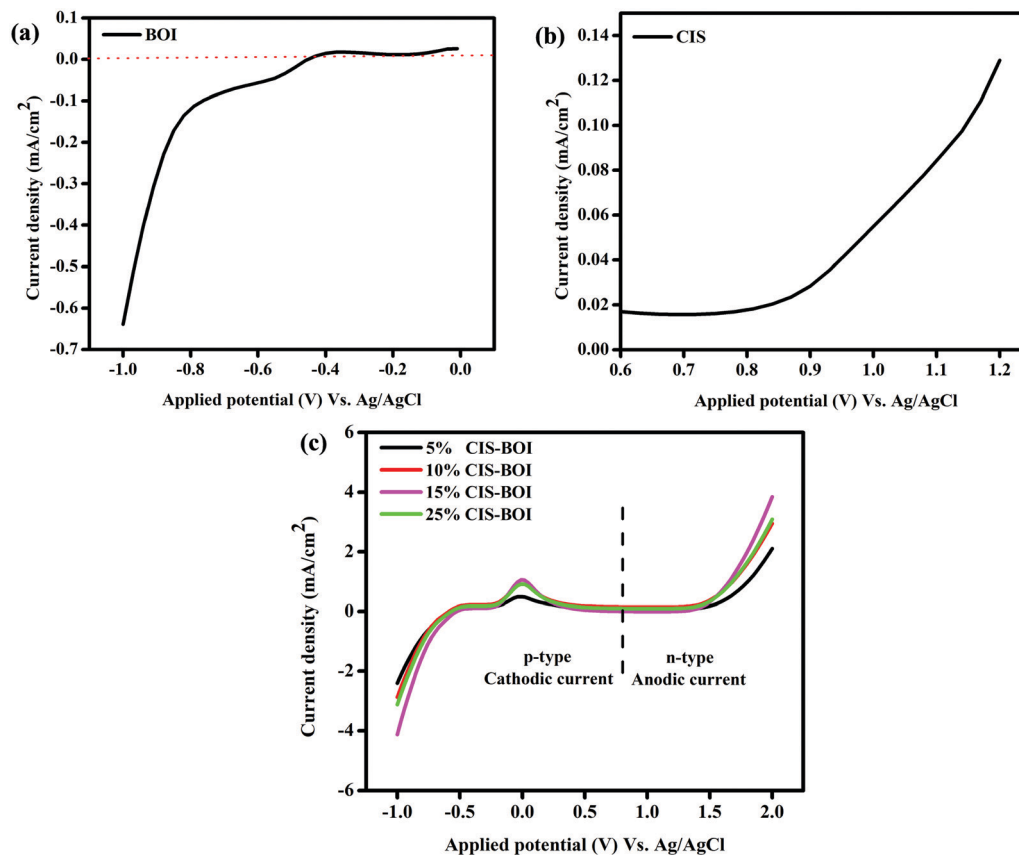 (a)
BOI
0.1
0.0
-0.1
-0.2
-0.3
-0.4
-0.5
-0.6
-0.7
Current density (mA/cm²)
-1.0 -0.8 -0.6 -0.4 -0.2 0.0
Applied potential (V) Vs. Ag/AgCl
(b)
CIS
0.14
0.12
0.10
0.08
0.06
0.04
0.02
0.00
Current density (mA/cm²)
0.6 0.7 0.8 0.9 1.0 1.1 1.2
Applied potential (V) Vs. Ag/AgCl
(c)
5% CIS-BOI
10% CIS-BOI
15% CIS-BOI
25% CIS-BOI
6
4
2
0
-2
-4
-6
Current density (mA/cm²)
p-type
Cathodic current
n-type
Anodic current
-1.0 -0.5 0.0 0.5 1.0 1.5 2.0
Applied potential (V) Vs. Ag/AgCl